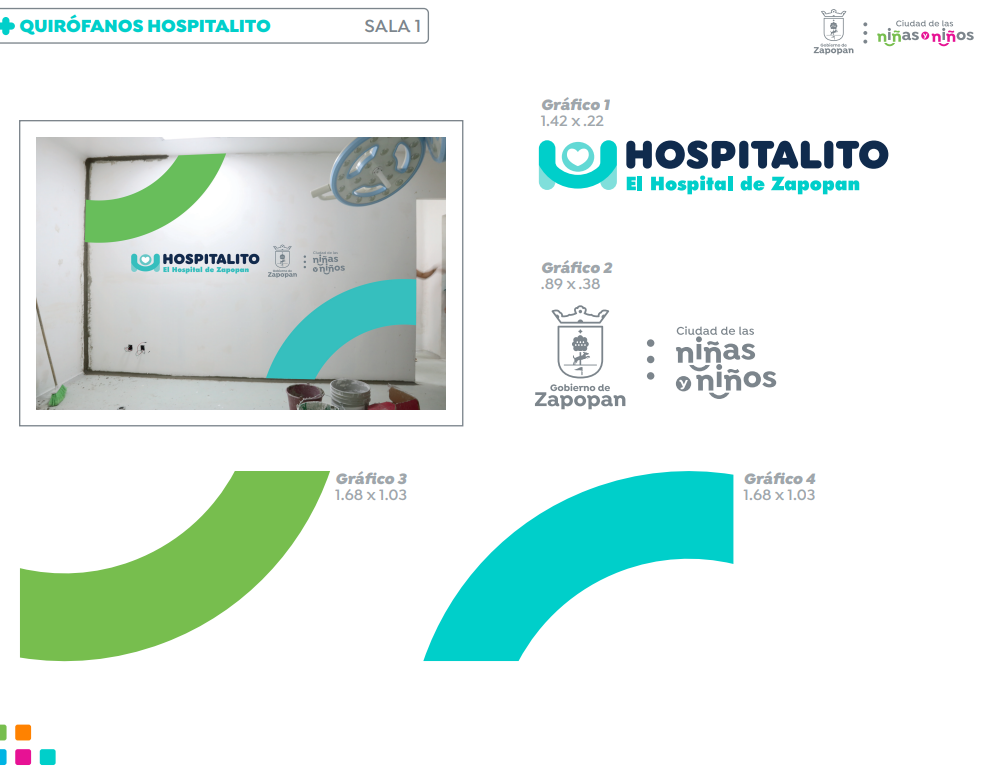 QUIRÓFANOS HOSPITALITO
SALA 1
Gobierno de
Zapopan
Ciudad de las
niñas y niños
Gráfico 1
1.42 x .22
HOSPITALITO
El Hospital de Zapopan
HOSPITALITO
El Hospital de Zapopan
Gobierno de
Zapopan
Ciudad de las
niñas
y niños
Gráfico 2
.89 x .38
Gobierno de
Zapopan
Ciudad de las
niñas
y niños
Gráfico 3
1.68 x 1.03
Gráfico 4
1.68 x 1.03